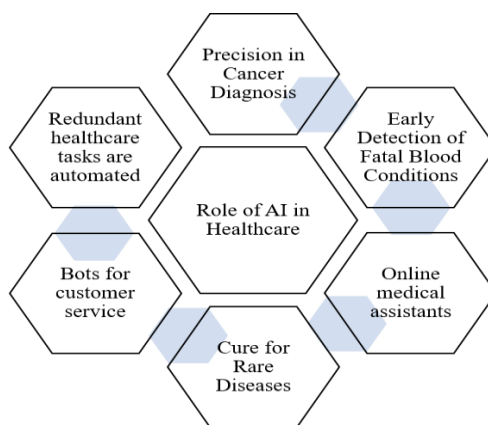 Precision in
Cancer
Diagnosis
Early
Detection of
Fatal Blood
Conditions
Redundant
healthcare
tasks are
automated
Role of AI in
Healthcare
Bots for
customer
service
Online
medical
assistants
Cure for
Rare
Diseases